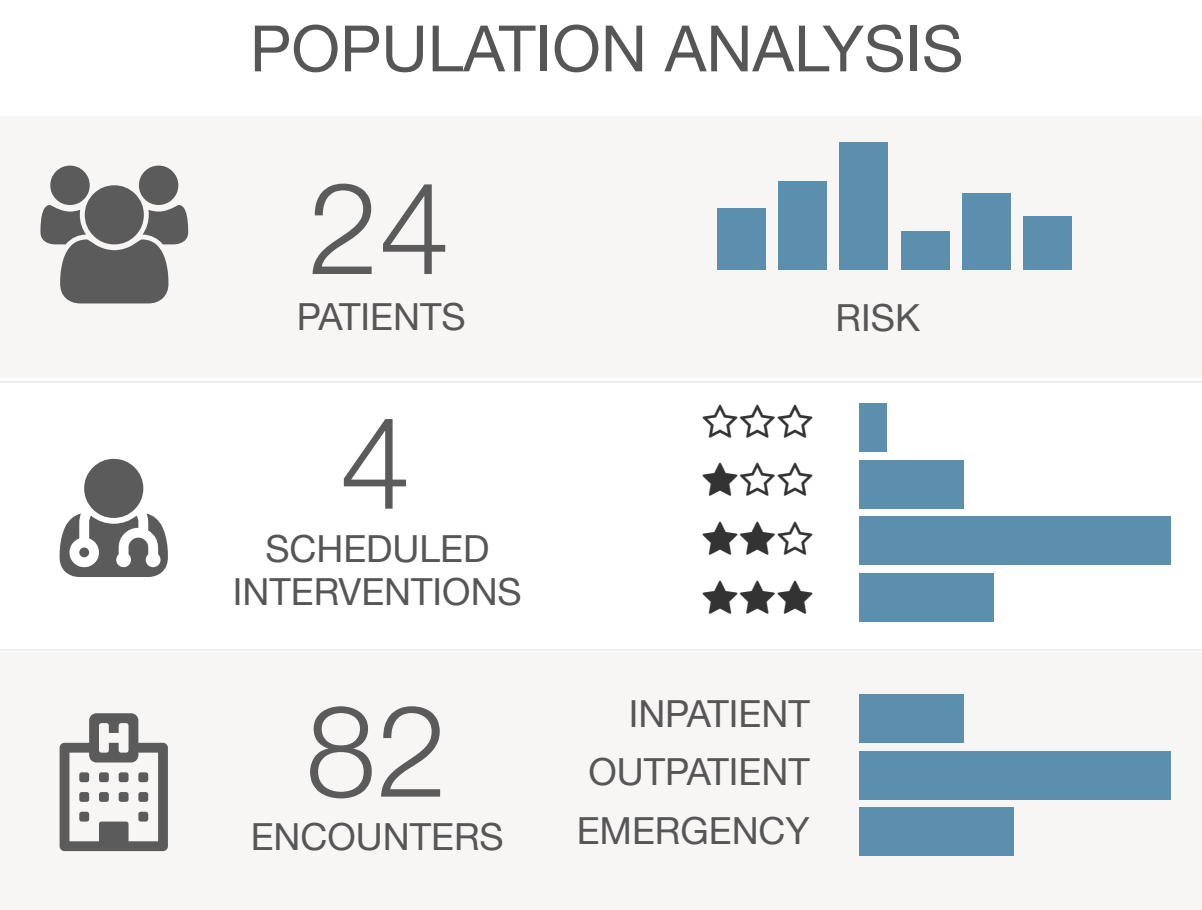 POPULATION ANALYSIS
24
PATIENTS
RISK
4
SCHEDULED
INTERVENTIONS
H
82
ENCOUNTERS
INPATIENT
OUTPATIENT
EMERGENCY